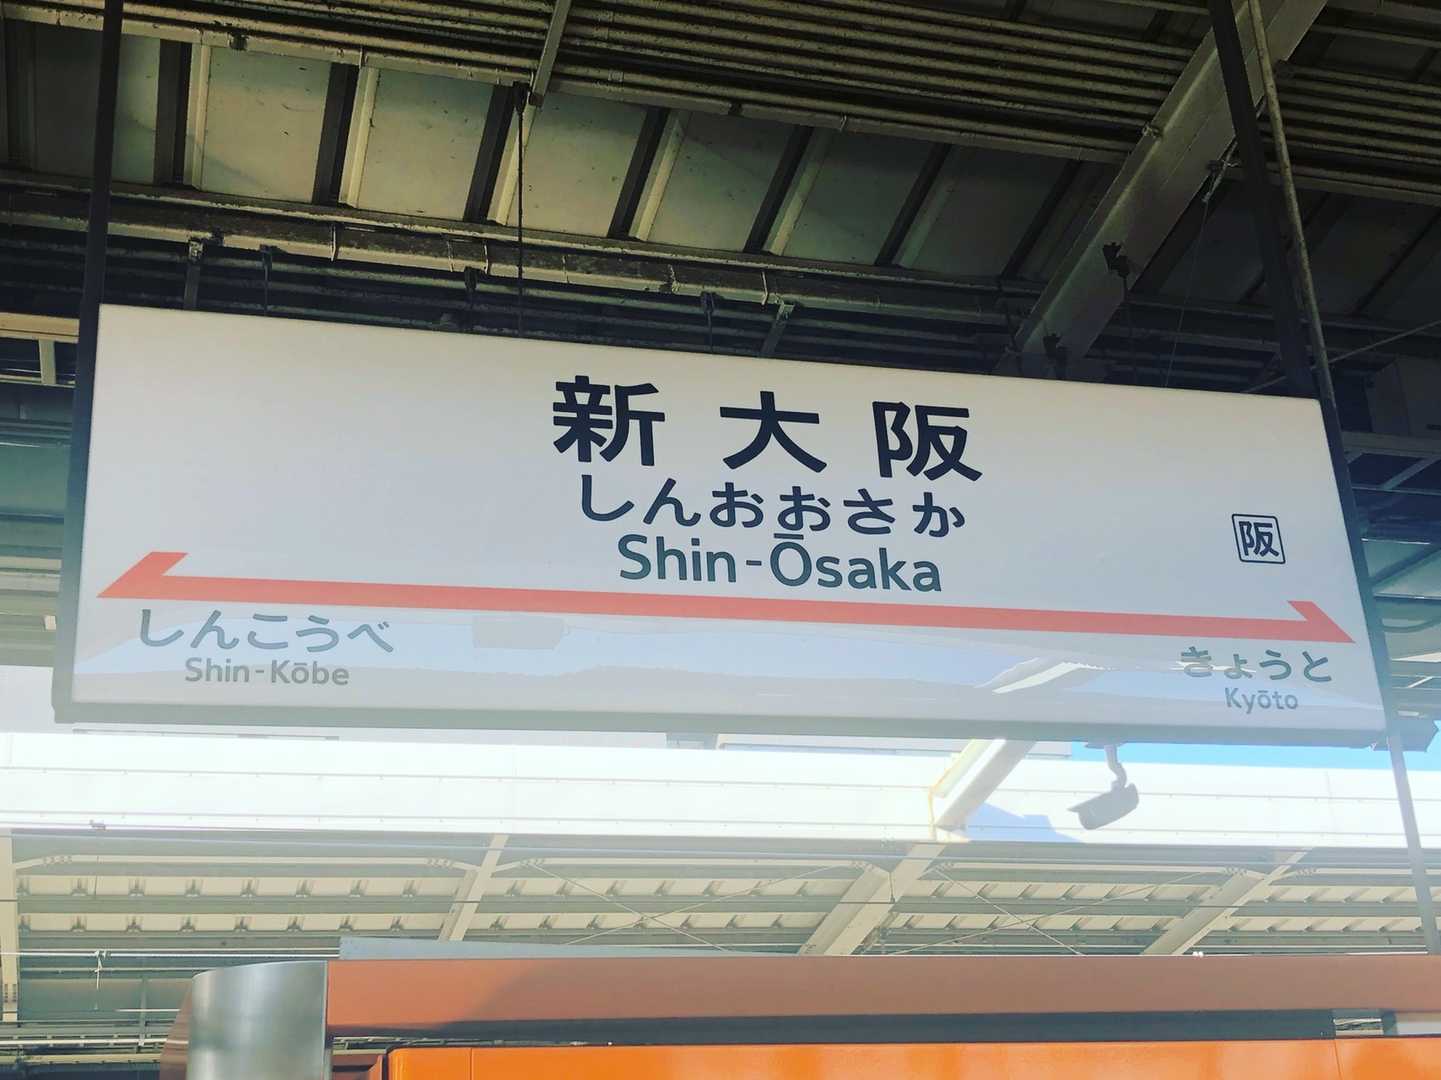 新大阪
しんおおさか
Shin-Ōsaka
阪
しんこうべ
Shin-Kōbe
きょうと
Kyōto